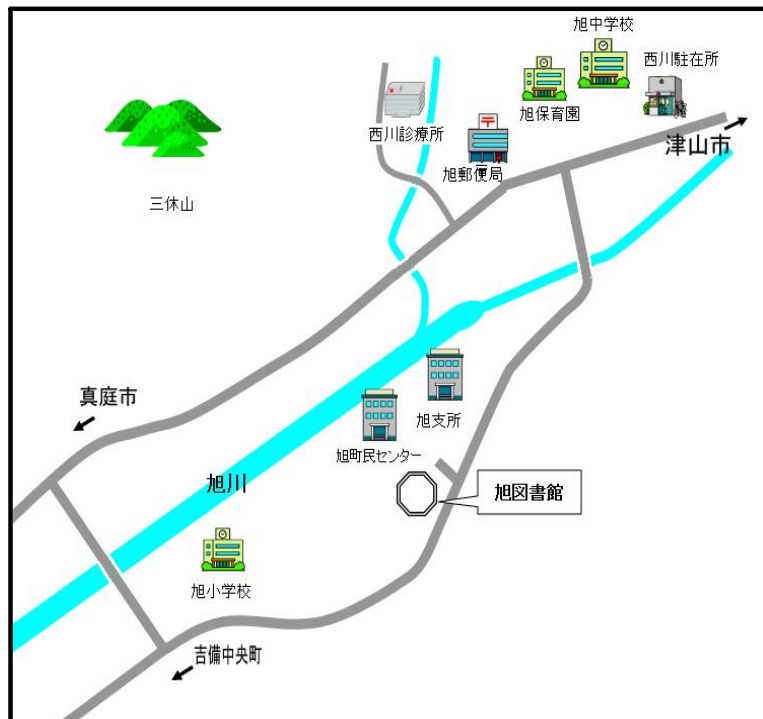 旭中学校
西川駐在所
旭保育園
西川診療所
〒
旭郵便局
津山市
三休山
真庭市
旭支所
旭町民センター
旭川
旭図書館
旭小学校
吉備中央町